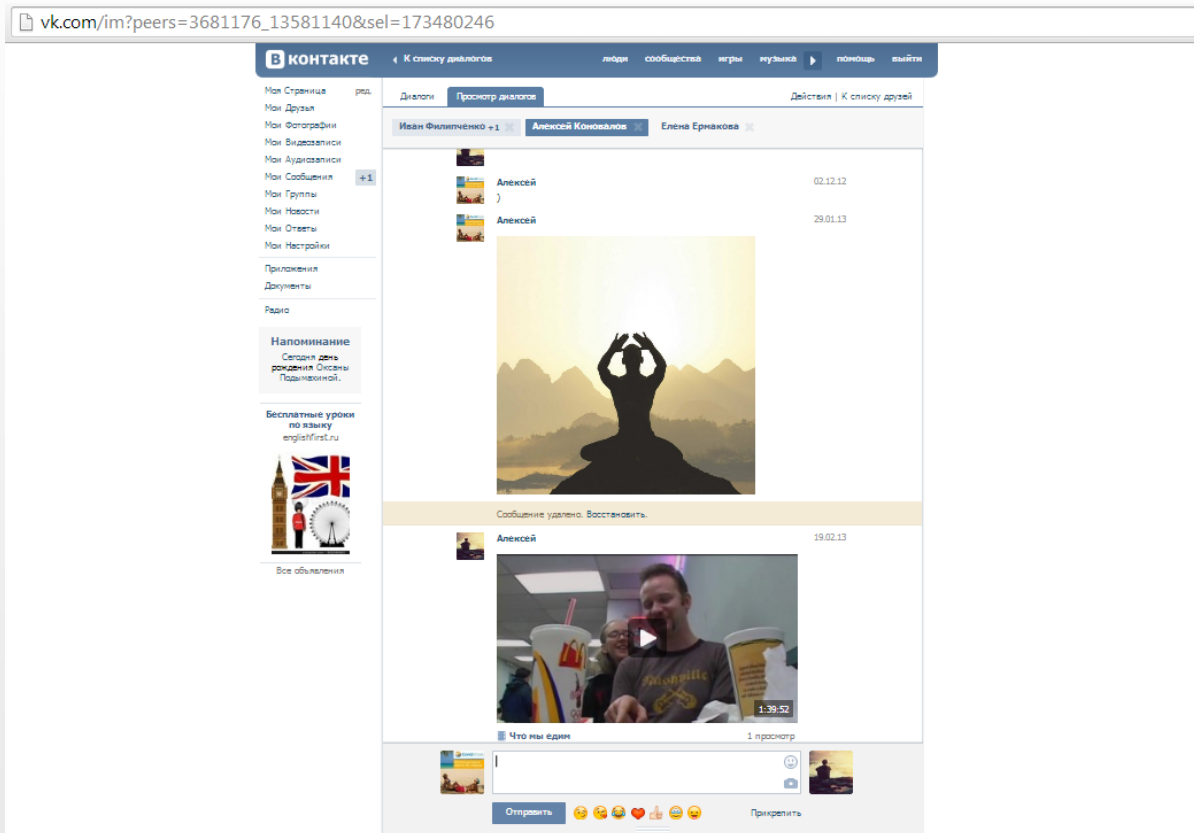 vk.com/im?peers=3681176_13581140&sel=173480246
В контакте
К списку диалогов
люди сообщества игры музыка помощь выйти
Моя Страница ред.
Мои Друзья
Мои Фотографии
Мои Видеозаписи
Мои Аудиозаписи
Мои Сообщения +1
Мои Группы
Мои Новости
Мои Ответы
Мои Настройки
Приложения
Документы
Радио
Напоминание
Сегодня день
рождения Оксаны
Подымахиной.
Бесплатные уроки
по языку
englishfirst.ru
Все объявления
Диалоги Просмотр диалогов Действия | К списку друзей
Иван Филипченко +1 Алексей Коновалов Елена Ермакова
Алексей 02.12.12
)
Алексей 29.01.13
Сообщение удалено. Восстановить.
Алексей 19.02.13
Nashville
1:39:52
Что мы едим 1 просмотр
Отправить Прикрепить